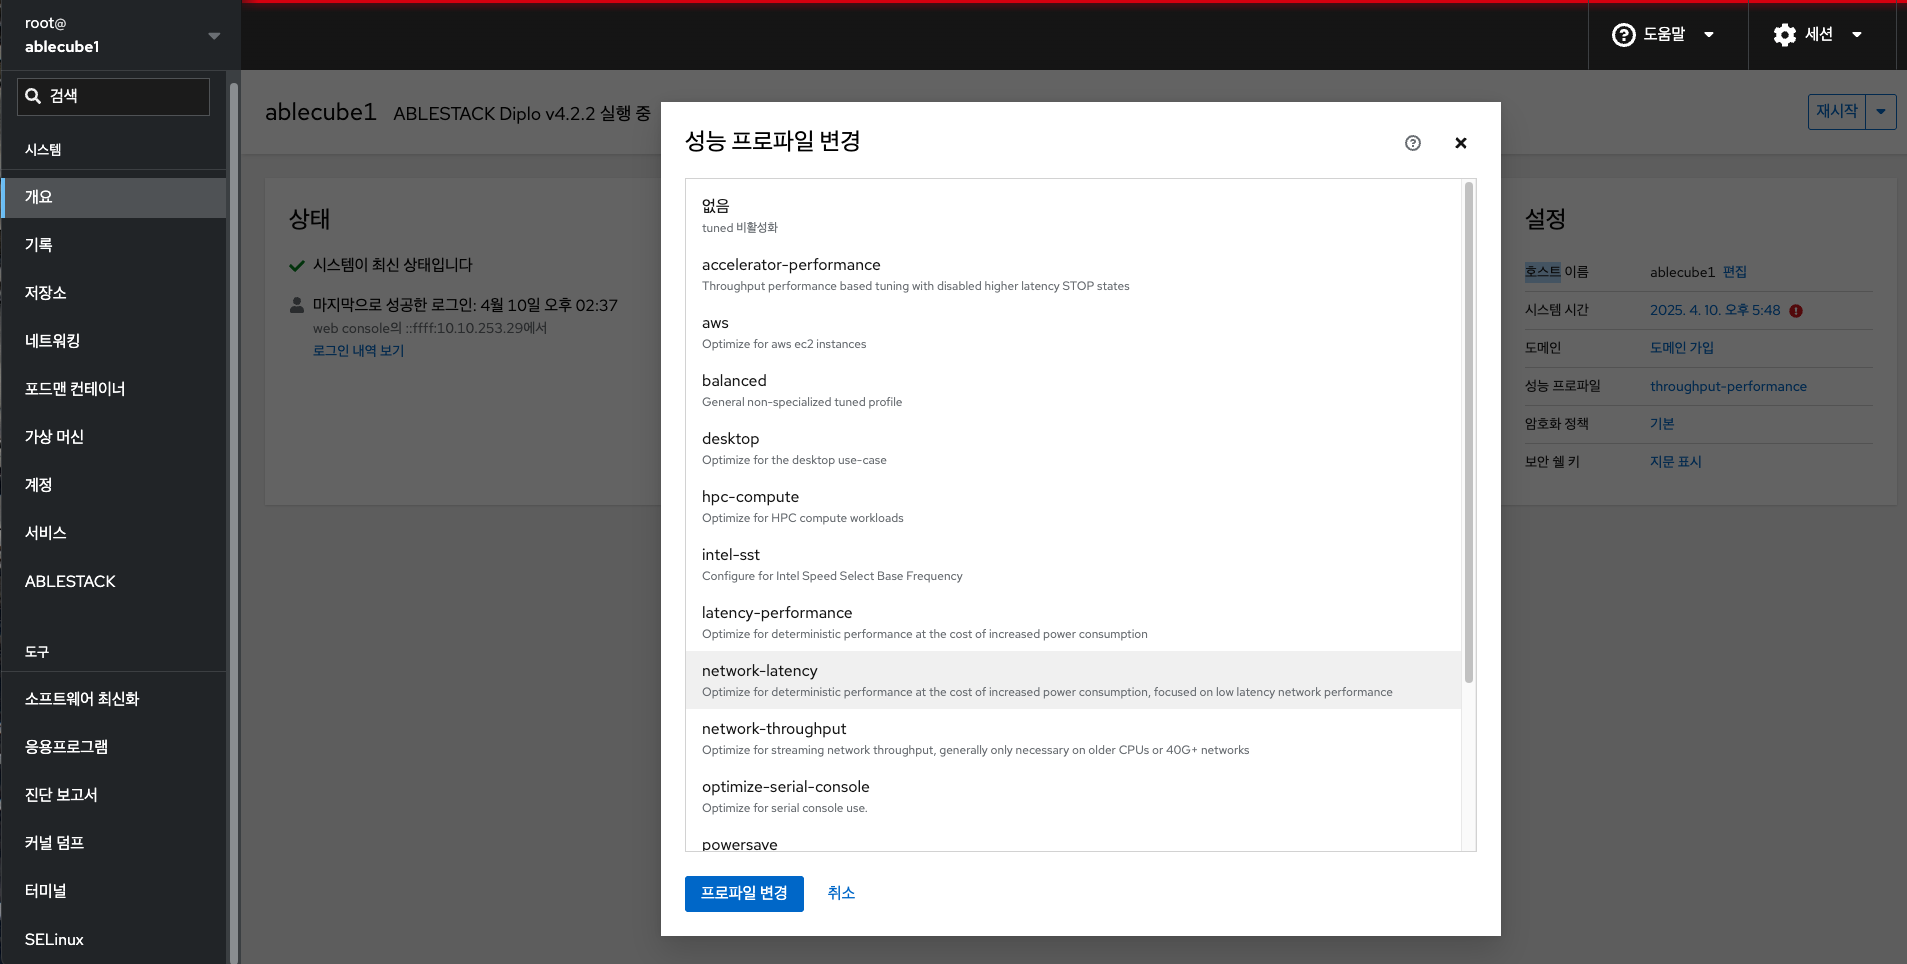 root@
ablecube1
도움말
세션
검색
시스템
개요
기록
저장소
네트워킹
포드맨 컨테이너
가상 머신
계정
서비스
ABLESTACK
도구
소프트웨어 최신화
응용프로그램
진단 보고서
커널 덤프
터미널
SELinux
ablecube1 ABLESTACK Diplo v4.2.2 실행 중
재시작
상태
시스템이 최신 상태입니다
마지막으로 성공한 로그인: 4월 10일 오후 02:37
web console의 ::ffff:10.10.253.29에서
로그인 내역 보기
성능 프로파일 변경
없음
tuned 비활성화
accelerator-performance
Throughput performance based tuning with disabled higher latency STOP states
aws
Optimize for aws ec2 instances
balanced
General non-specialized tuned profile
desktop
Optimize for the desktop use-case
hpc-compute
Optimize for HPC compute workloads
intel-sst
Configure for Intel Speed Select Base Frequency
latency-performance
Optimize for deterministic performance at the cost of increased power consumption
network-latency
Optimize for deterministic performance at the cost of increased power consumption, focused on low latency network performance
network-throughput
Optimize for streaming network throughput, generally only necessary on older CPUs or 40G+ networks
optimize-serial-console
Optimize for serial console use.
powersave
프로파일 변경
취소
설정
호스트 이름 ablecube1 편집
시스템 시간 2025. 4. 10. 오후 5:48
도메인 도메인 가입
성능 프로파일 throughput-performance
암호화 정책 기본
보안 쉘 키 지문 표시